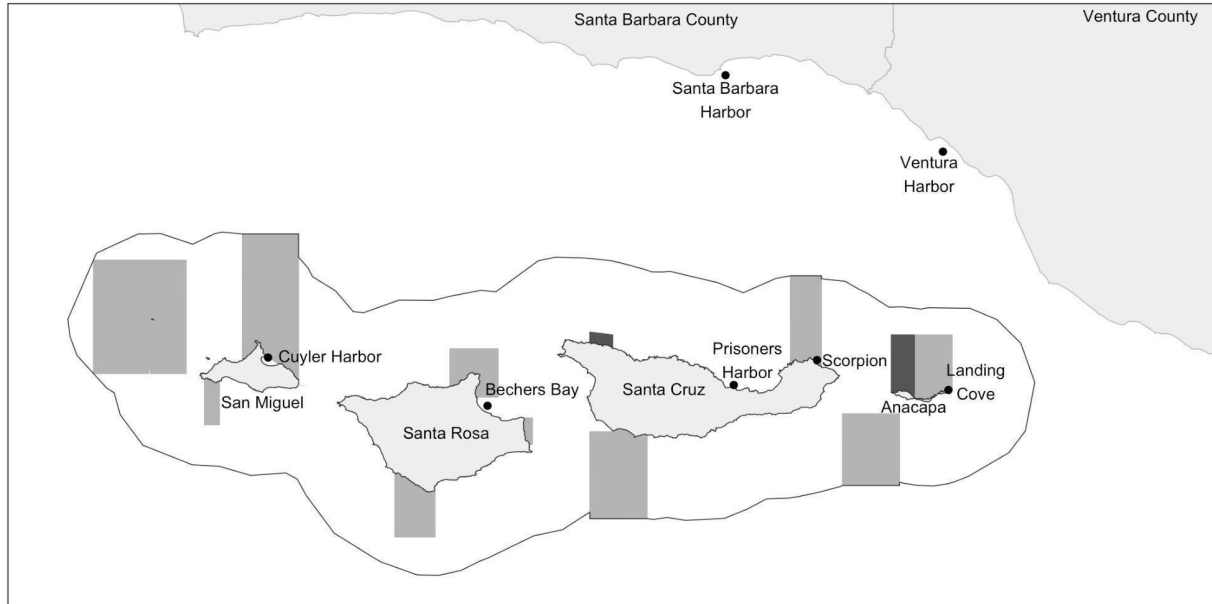 Santa Barbara County
Ventura County
Santa Barbara
Harbor
Ventura
Harbor
Cuyler Harbor
San Miguel
Bechers Bay
Santa Rosa
Prisoners
Harbor
Santa Cruz
Scorpion
Landing
Cove
Anacapa